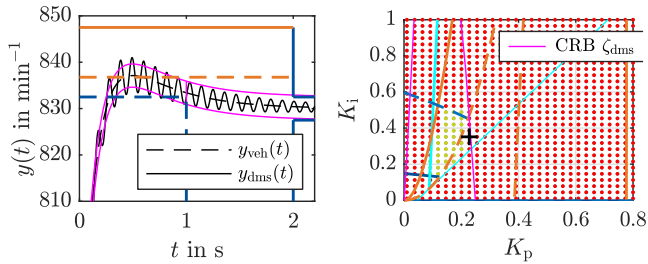 850
840
830
820
810
y(t) in min⁻¹
y_veh(t)
y_dms(t)
0 1 2
t in s
1
0.8
0.6
0.4
0.2
0
K_i
CRB ζ_dms
0 0.2 0.4 0.6 0.8
K_p